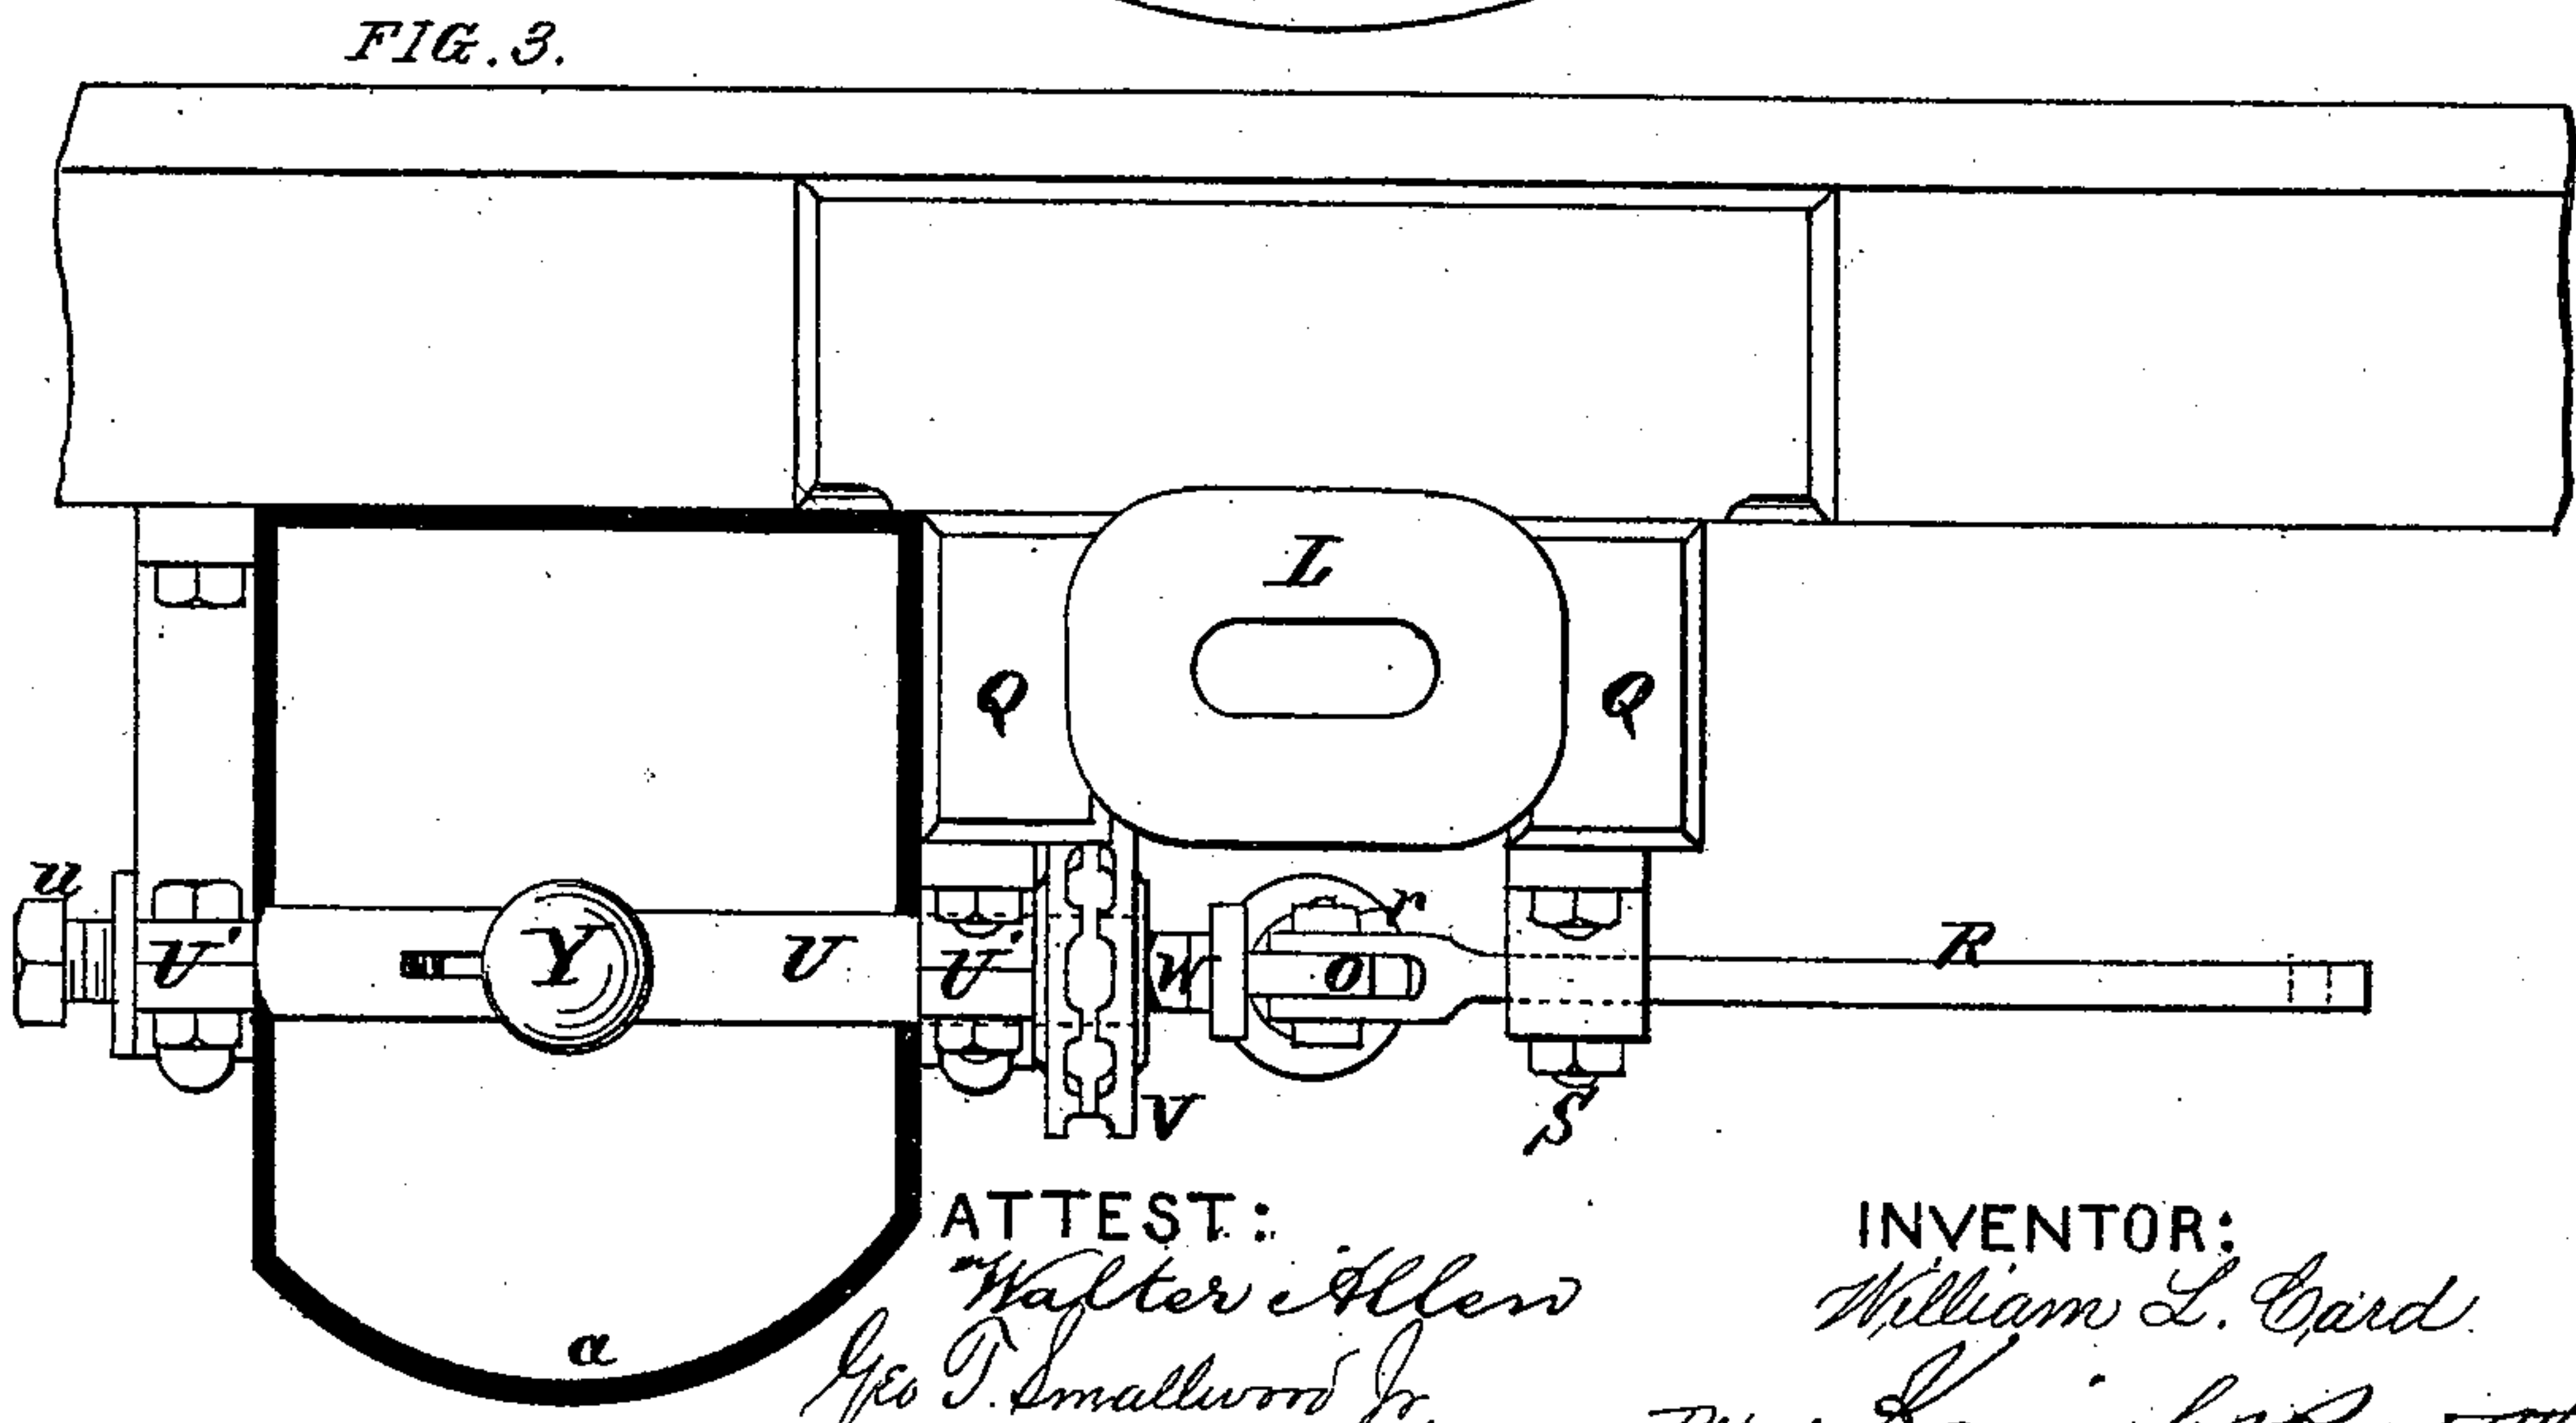 FIG. 3.
L
Q Q
u
U' Y U U' W O r R
V
S
ATTEST:
Walter Allen
Geo T. Smallwood Jr.
a
INVENTOR:
William L. Card.